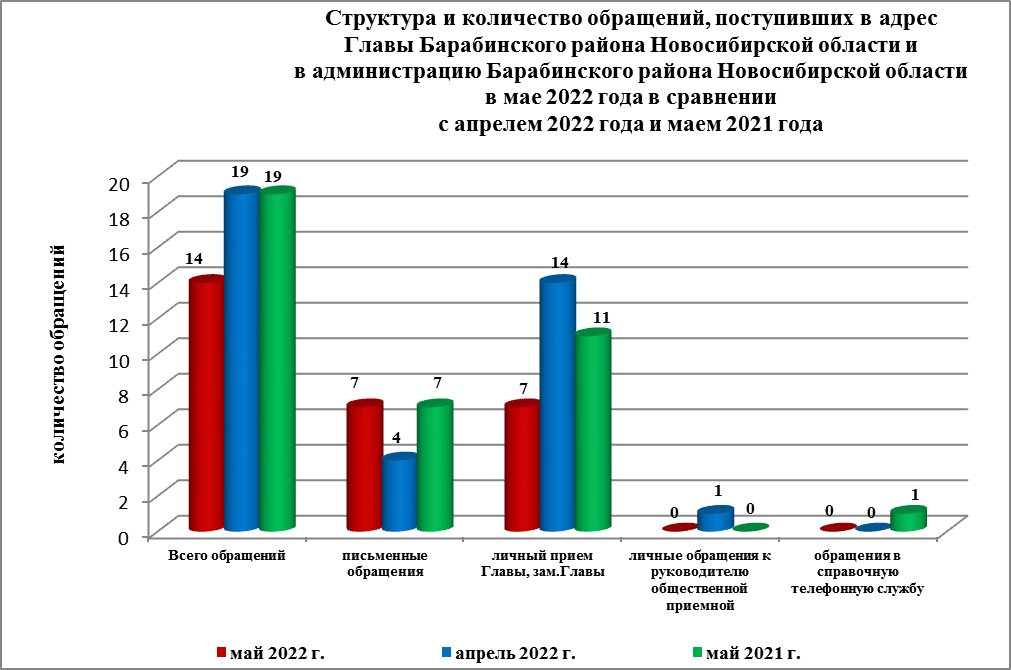 Структура и количество обращений, поступивших в адрес
Главы Барабинского района Новосибирской области и
в администрацию Барабинского района Новосибирской области
в мае 2022 года в сравнении
с апрелем 2022 года и маем 2021 года
количество обращений
20
18
16
14
12
10
8
6
4
2
0
14
19
19
7
4
7
7
14
11
0
1
0
0
0
1
Всего обращений
письменные
обращения
личный прием
Главы, зам.Главы
личные обращения к
руководителю
общественной
приемной
обращения в
справочную
телефонную службу
май 2022 г.
апрель 2022 г.
май 2021 г.